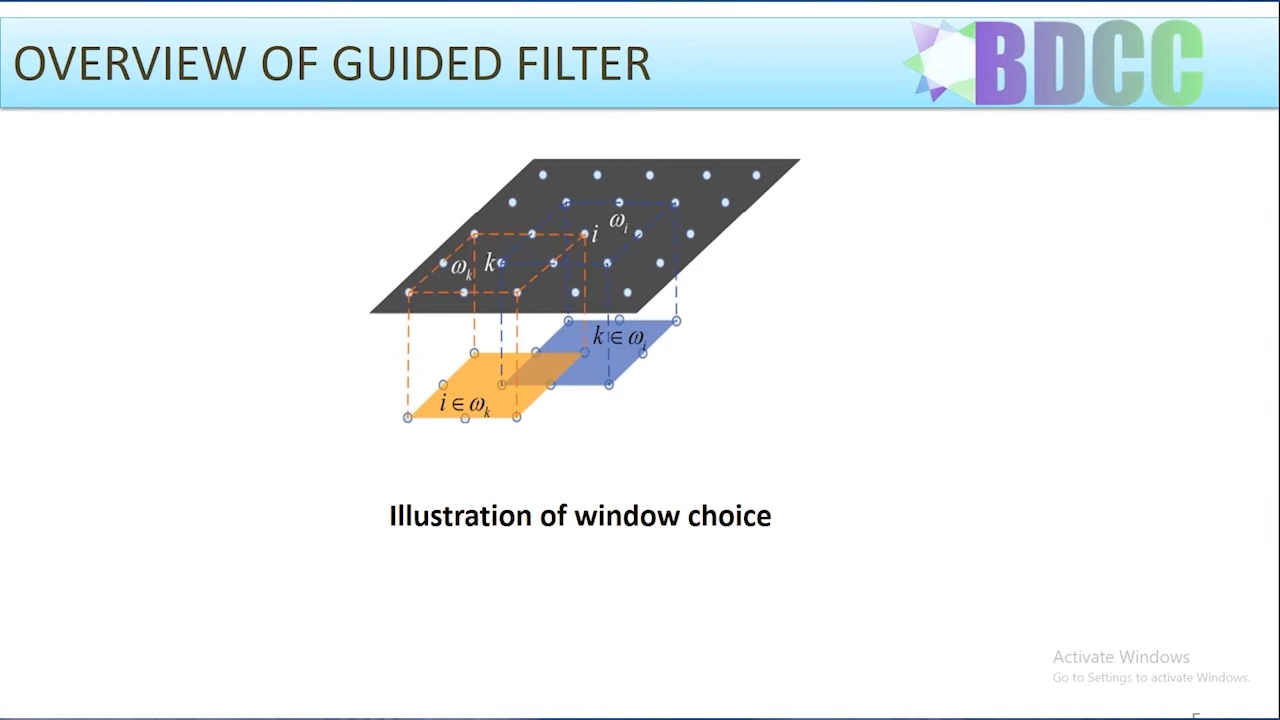 OVERVIEW OF GUIDED FILTER
BDCC
ω_i
i
k
ω_k
k ∈ ω_i
i ∈ ω_k
Illustration of window choice
Activate Windows
Go to Settings to activate Windows.